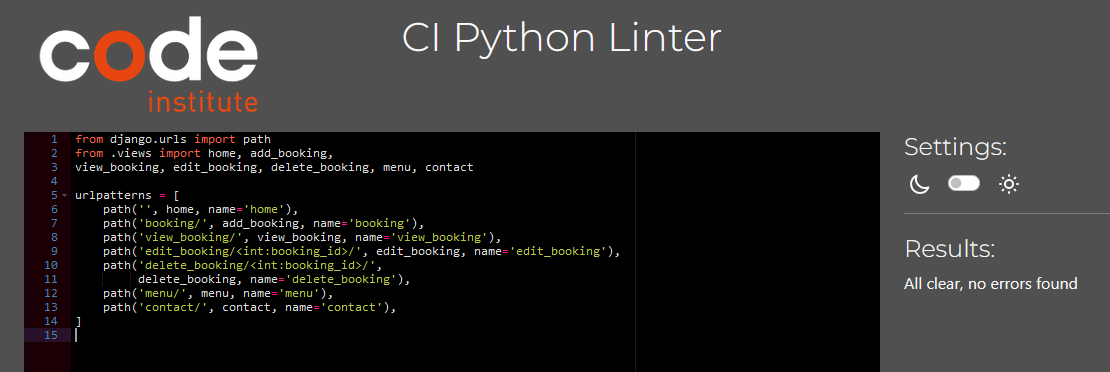 code
institute
CI Python Linter
1 from django.urls import path
2 from .views import home, add_booking,
3 view_booking, edit_booking, delete_booking, menu, contact
4
5 urlpatterns = [
6     path('', home, name='home'),
7     path('booking/', add_booking, name='booking'),
8     path('view_booking/', view_booking, name='view_booking'),
9     path('edit_booking/<int:booking_id>/', edit_booking, name='edit_booking'),
10     path('delete_booking/<int:booking_id>/',
11          delete_booking, name='delete_booking'),
12     path('menu/', menu, name='menu'),
13     path('contact/', contact, name='contact'),
14 ]
15
Settings:
Results:
All clear, no errors found